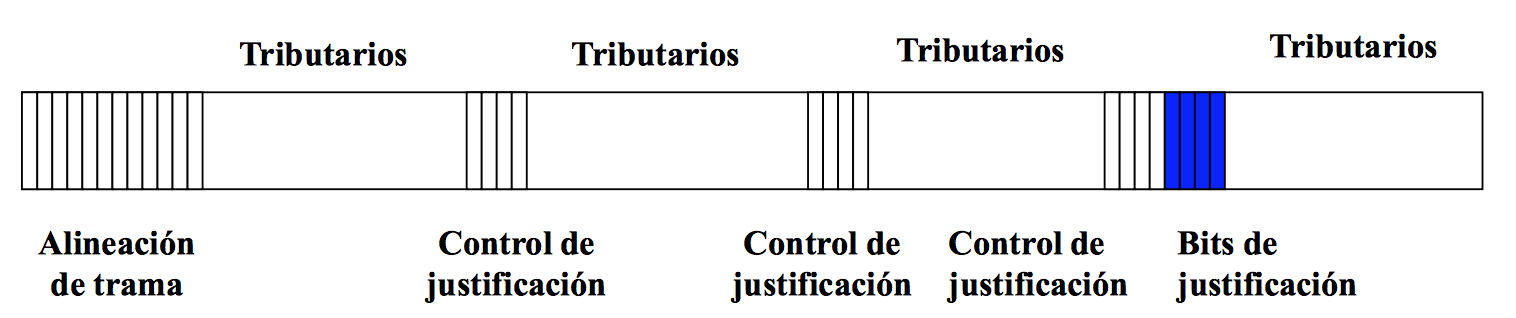 Tributarios
Tributarios
Tributarios
Tributarios
Alineación
de trama
Control de
justificación
Control de
justificación
Control de
justificación
Bits de
justificación